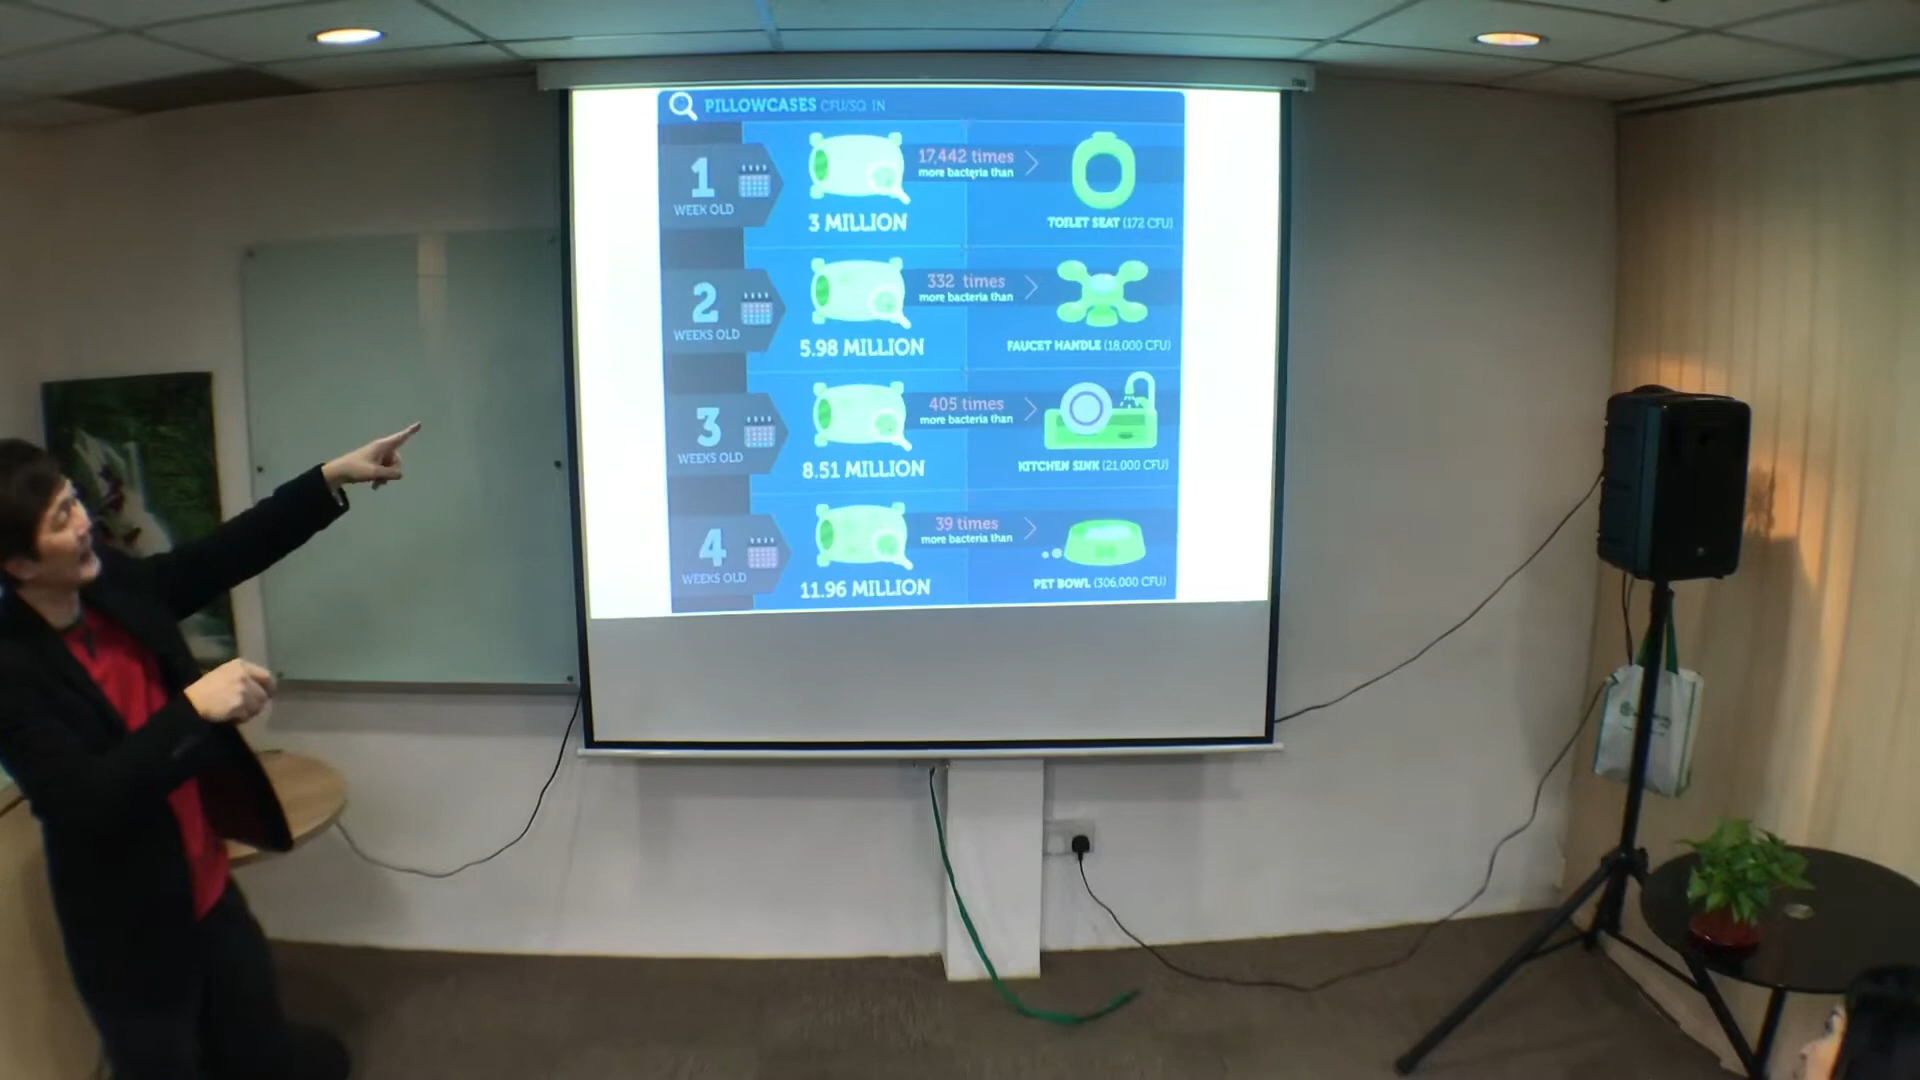 PILLOWCASES CFU/SQ. IN
1
WEEK OLD
3 MILLION
17,442 times
more bacteria than
TOILET SEAT (172 CFU)
2
WEEKS OLD
5.98 MILLION
332 times
more bacteria than
FAUCET HANDLE (18,000 CFU)
3
WEEKS OLD
8.51 MILLION
405 times
more bacteria than
KITCHEN SINK (21,000 CFU)
4
WEEKS OLD
11.96 MILLION
39 times
more bacteria than
PET BOWL (306,000 CFU)